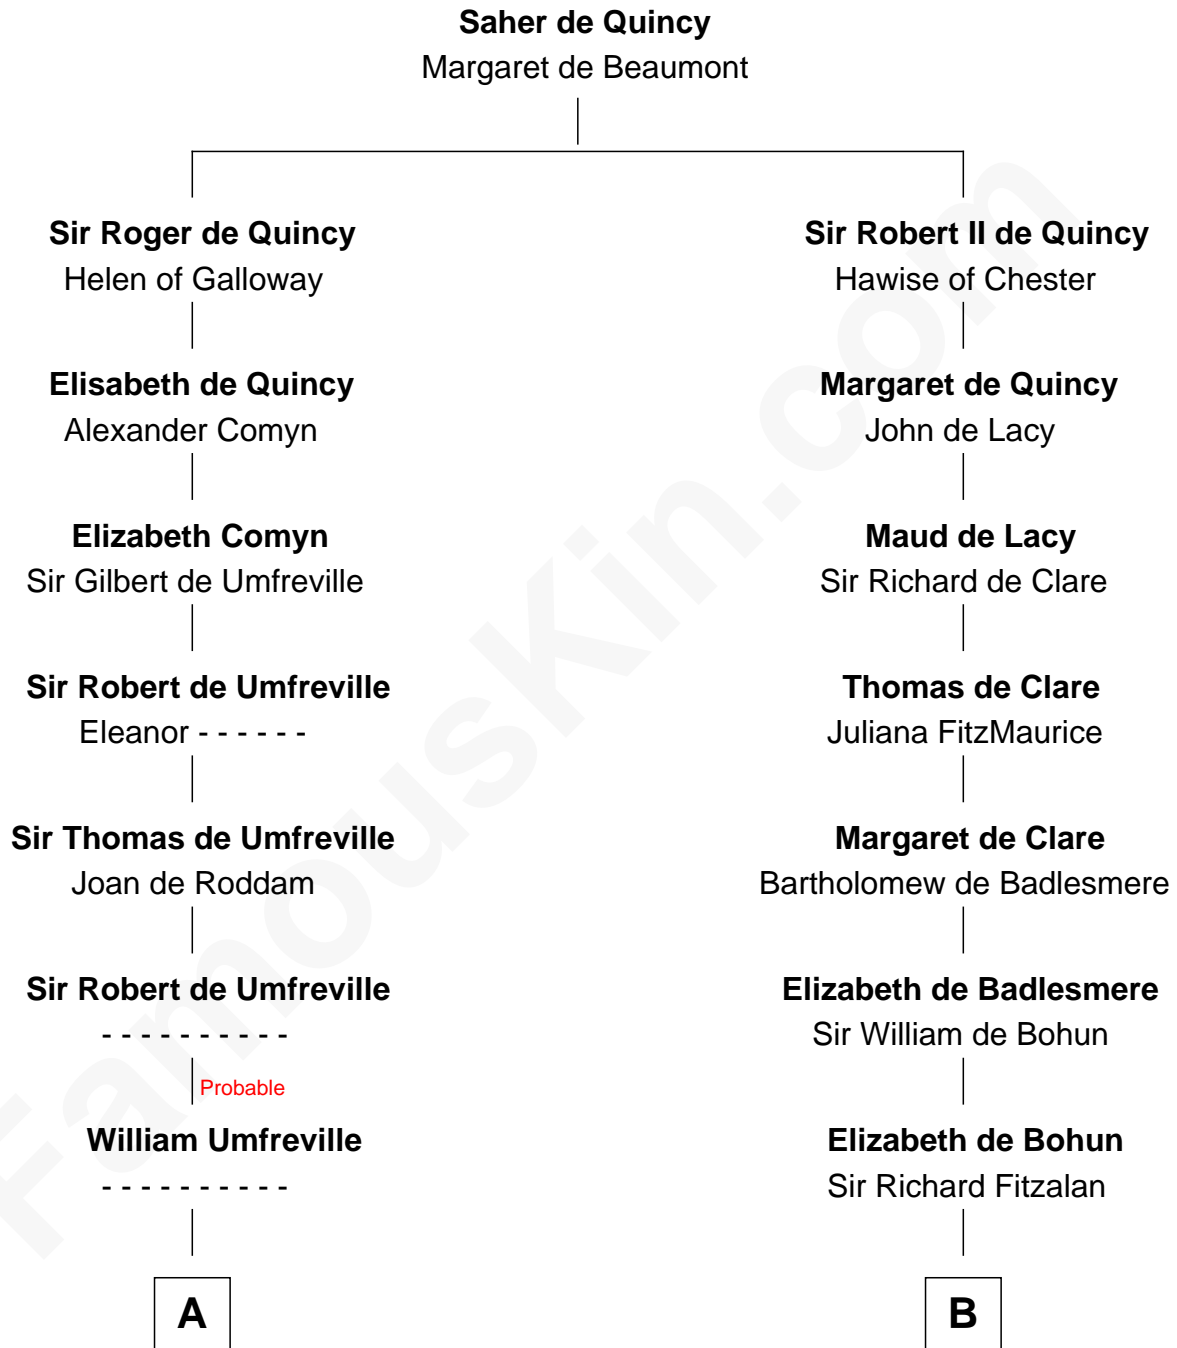 Saher de Quincy
Margaret de Beaumont
Sir Roger de Quincy
Helen of Galloway
Sir Robert II de Quincy
Hawise of Chester
Elisabeth de Quincy
Alexander Comyn
Margaret de Quincy
John de Lacy
Elizabeth Comyn
Sir Gilbert de Umfreville
Maud de Lacy
Sir Richard de Clare
Sir Robert de Umfreville
Eleanor - - - - - -
Thomas de Clare
Juliana FitzMaurice
Sir Thomas de Umfreville
Joan de Roddam
Margaret de Clare
Bartholomew de Badlesmere
Sir Robert de Umfreville
- - - - - - - - - -
Elizabeth de Badlesmere
Sir William de Bohun
Probable
William Umfreville
- - - - - - - - - -
Elizabeth de Bohun
Sir Richard Fitzalan
A
B
FamousKin.com